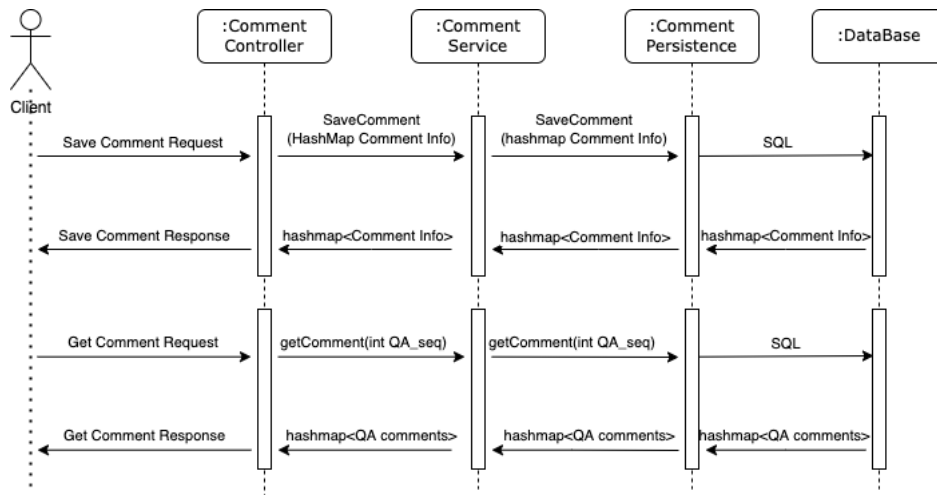 :Comment
Controller
:Comment
Service
:Comment
Persistence
:DataBase
Client
Save Comment Request
SaveComment
(HashMap Comment Info)
SaveComment
(hashmap Comment Info)
SQL
Save Comment Response
hashmap<Comment Info>
hashmap<Comment Info>
hashmap<Comment Info>
Get Comment Request
getComment(int QA_seq)
getComment(int QA_seq)
SQL
Get Comment Response
hashmap<QA comments>
hashmap<QA comments>
hashmap<QA comments>